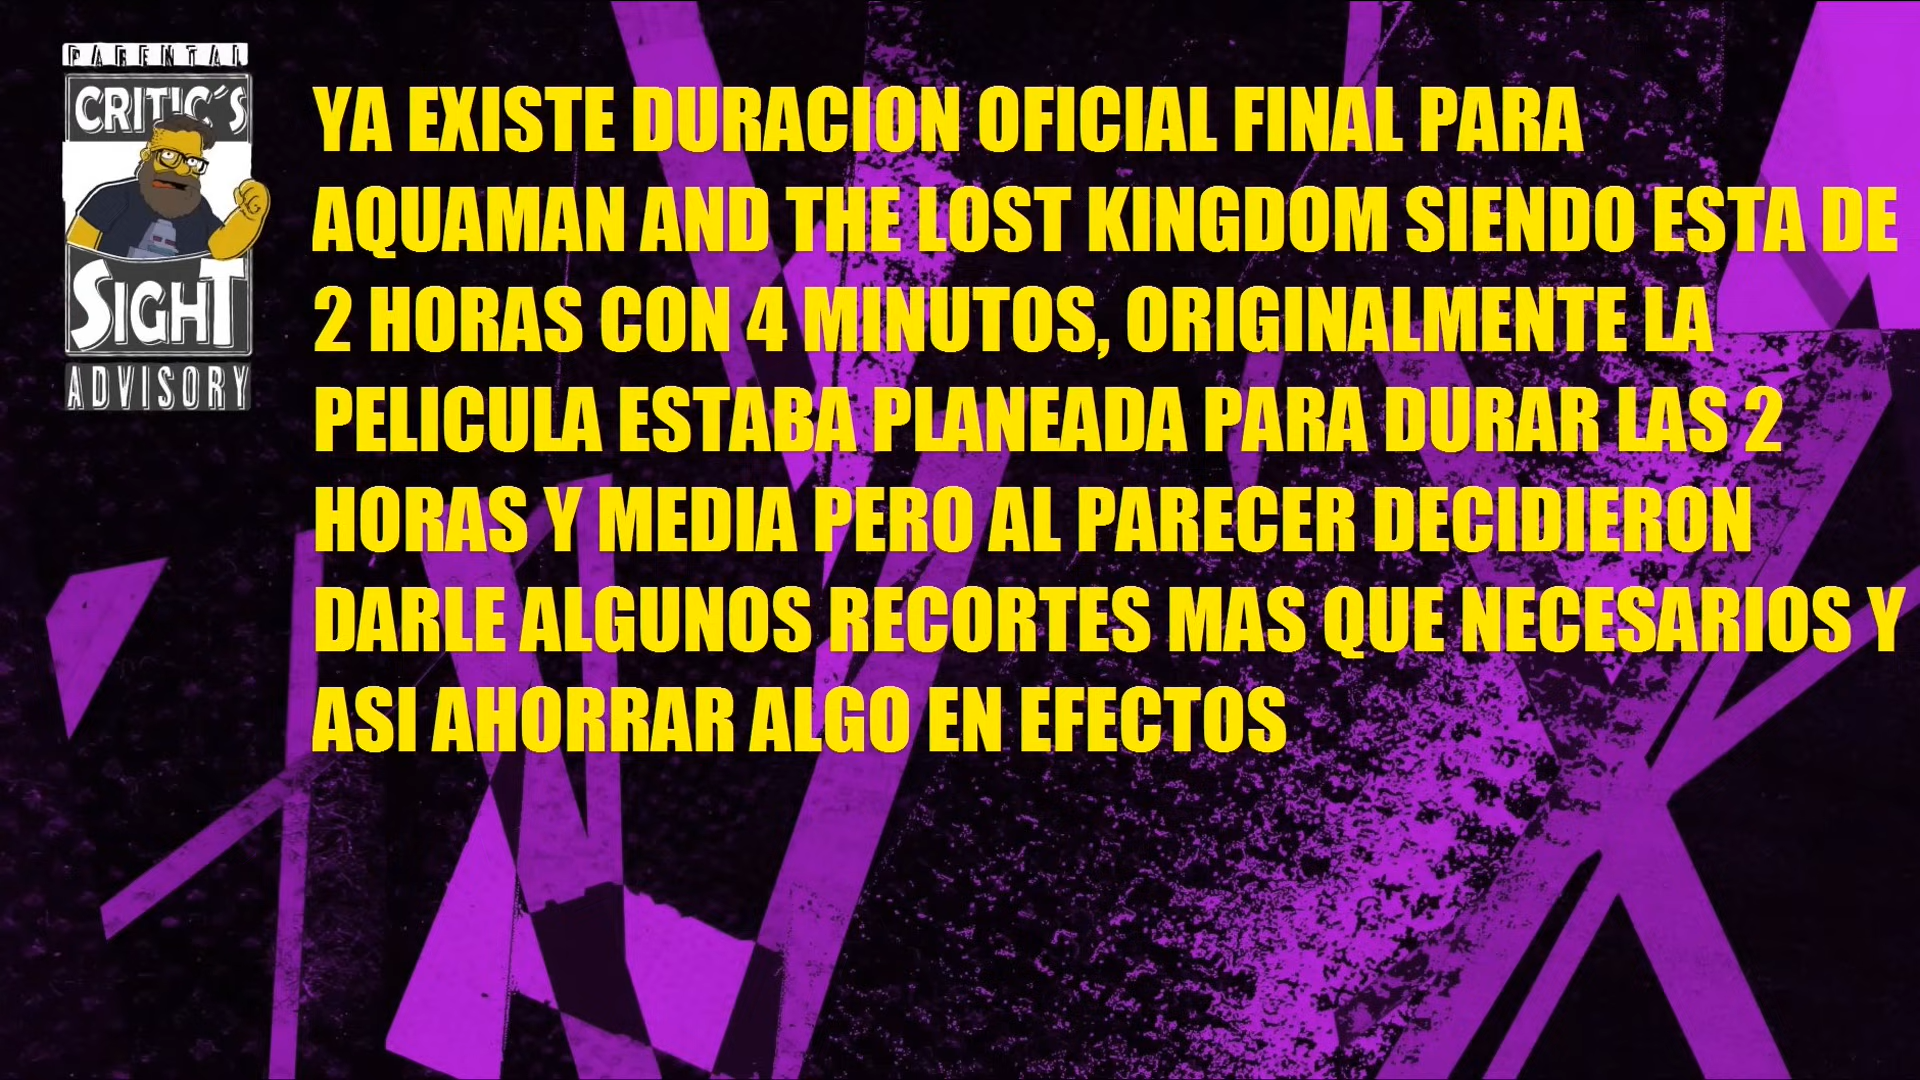 PARENTAL
CRITIC´S
SIGHT
ADVISORY
YA EXISTE DURACION OFICIAL FINAL PARA
AQUAMAN AND THE LOST KINGDOM SIENDO ESTA DE
2 HORAS CON 4 MINUTOS, ORIGINALMENTE LA
PELICULA ESTABA PLANEADA PARA DURAR LAS 2
HORAS Y MEDIA PERO AL PARECER DECIDIERON
DARLE ALGUNOS RECORTES MAS QUE NECESARIOS Y
ASI AHORRAR ALGO EN EFECTOS